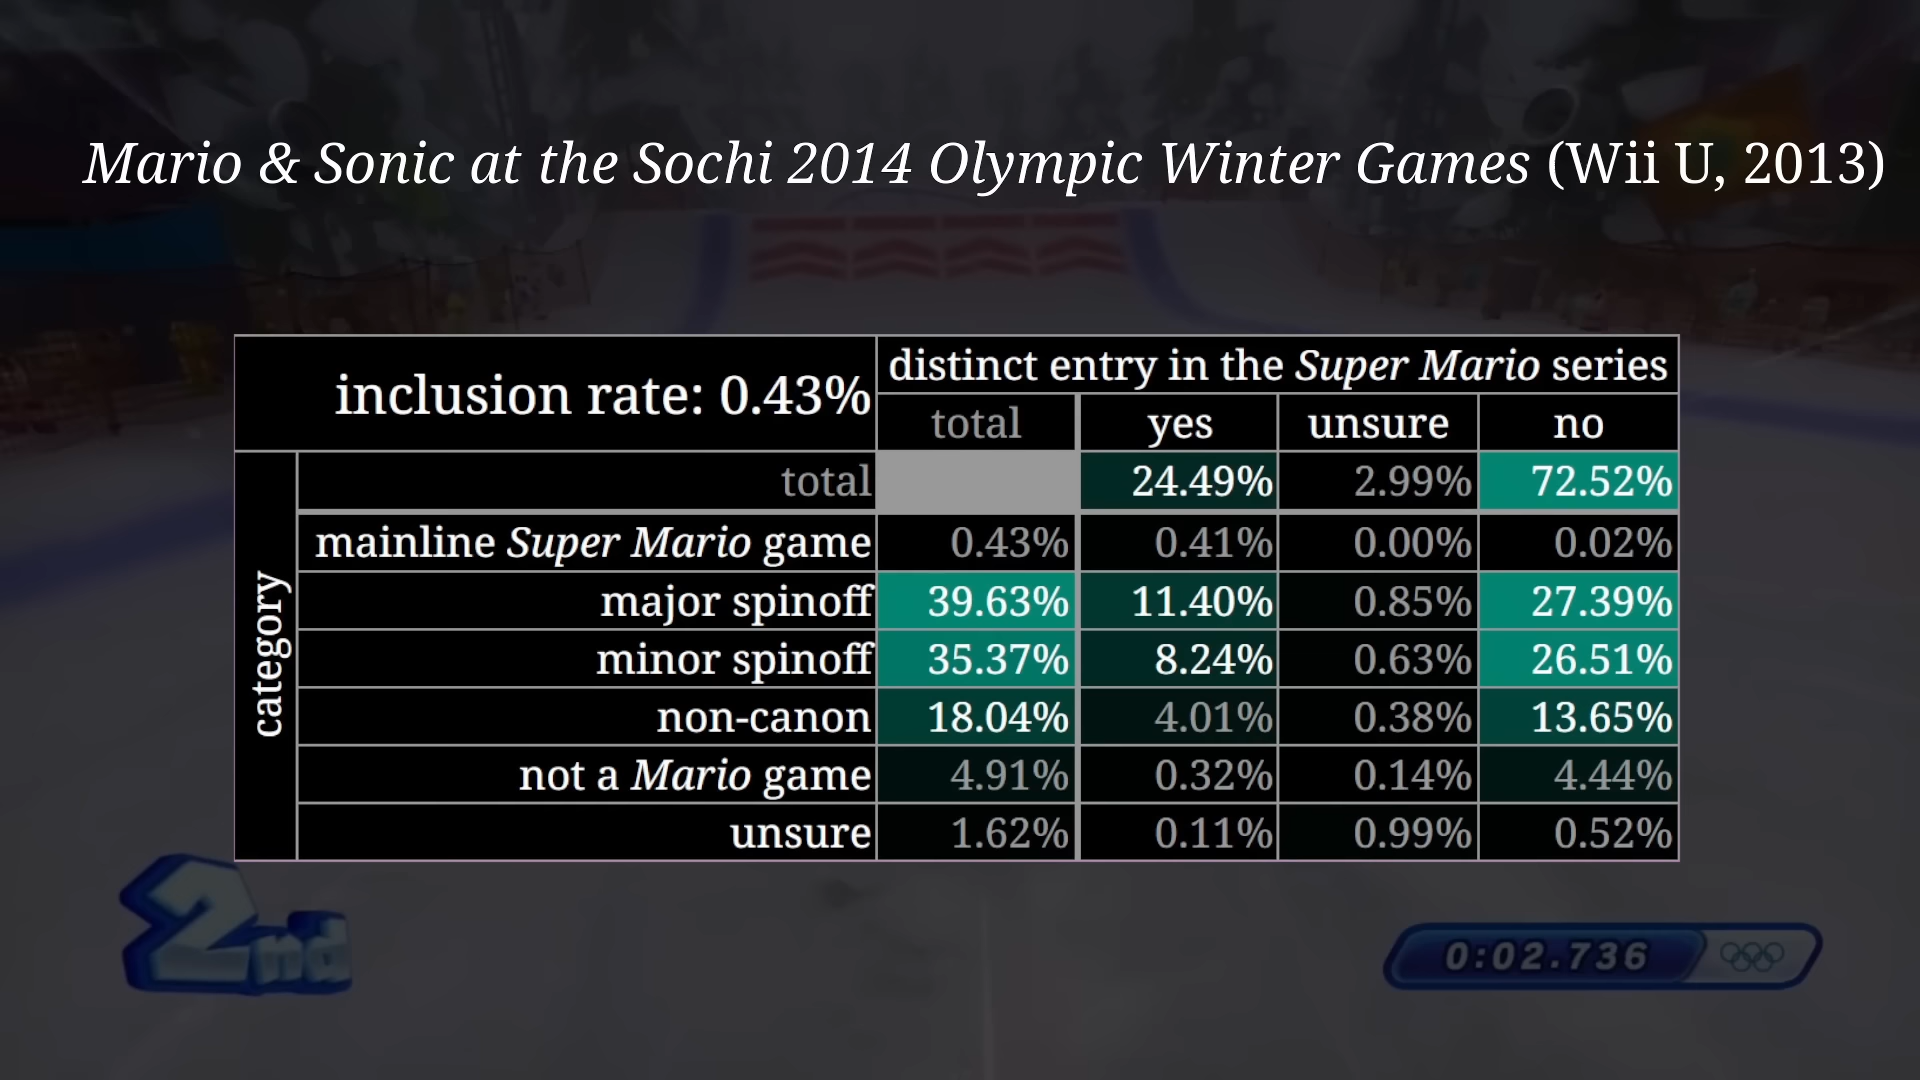 Mario & Sonic at the Sochi 2014 Olympic Winter Games (Wii U, 2013)
inclusion rate: 0.43%
distinct entry in the Super Mario series
total yes unsure no
category
total 24.49% 2.99% 72.52%
mainline Super Mario game 0.43% 0.41% 0.00% 0.02%
major spinoff 39.63% 11.40% 0.85% 27.39%
minor spinoff 35.37% 8.24% 0.63% 26.51%
non-canon 18.04% 4.01% 0.38% 13.65%
not a Mario game 4.91% 0.32% 0.14% 4.44%
unsure 1.62% 0.11% 0.99% 0.52%
2nd
0:02.736